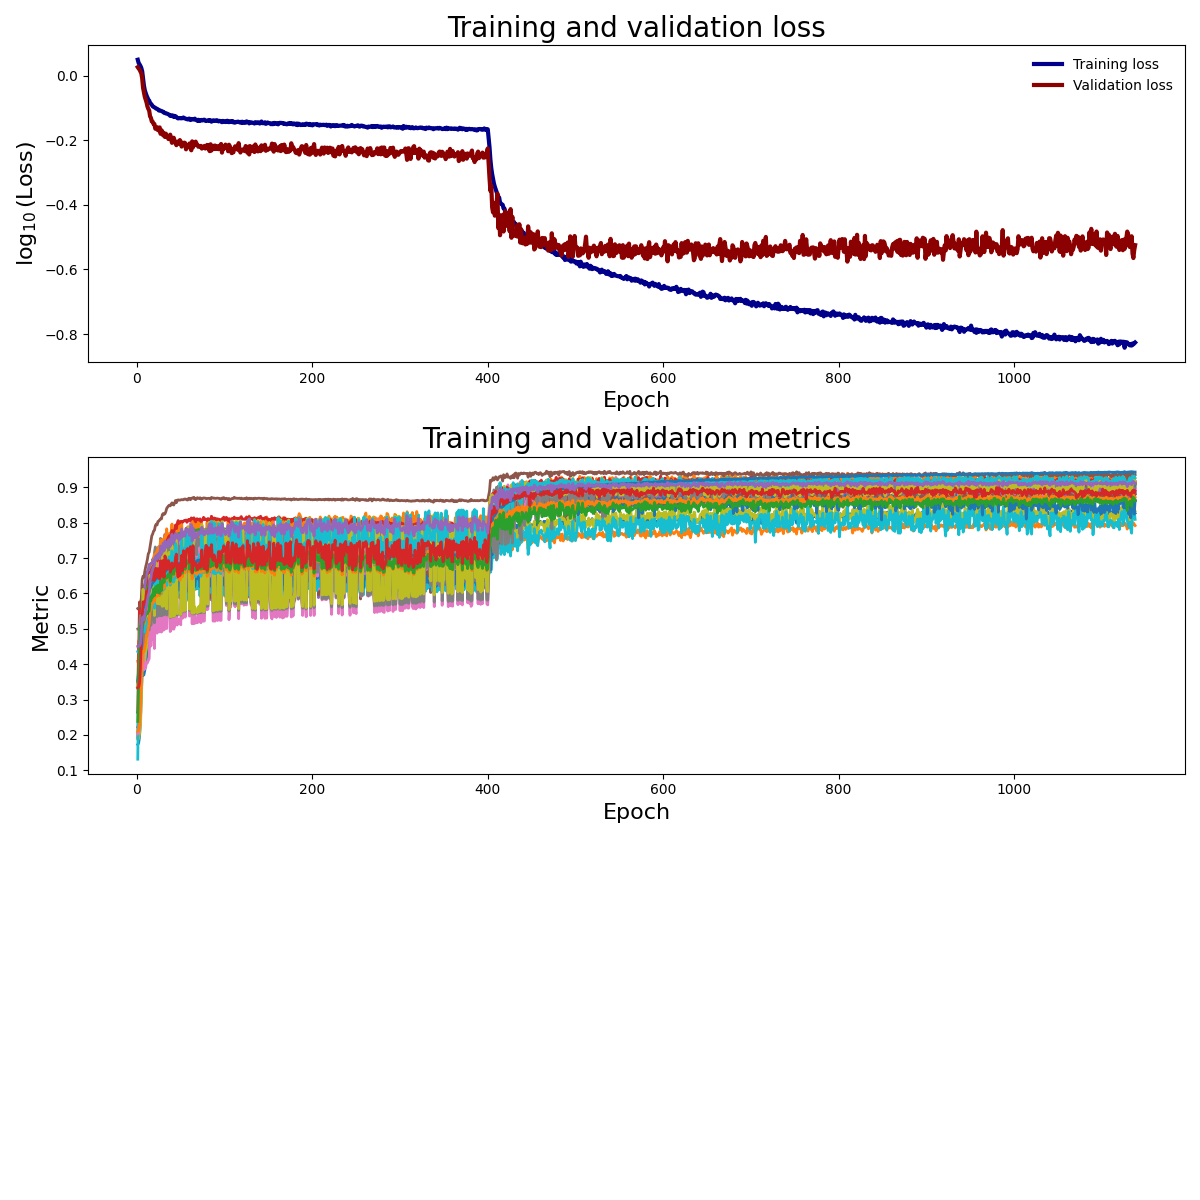 Training and validation loss
log10(Loss)
0.0
−0.2
−0.4
−0.6
−0.8
Training loss
Validation loss
0 200 400 600 800 1000
Epoch
Training and validation metrics
Metric
0.9
0.8
0.7
0.6
0.5
0.4
0.3
0.2
0.1
0 200 400 600 800 1000
Epoch